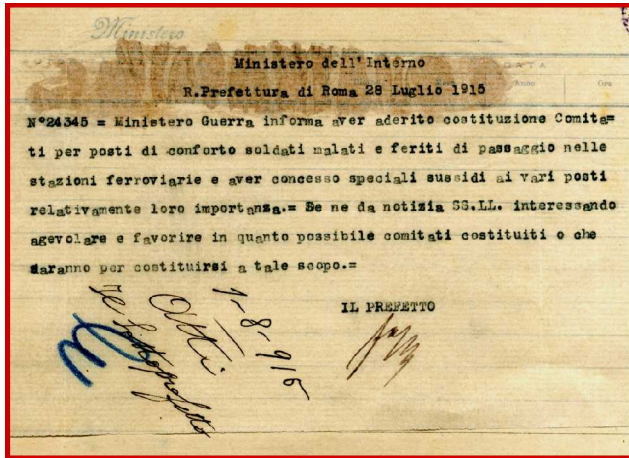 Ministero
Ministero dell'Interno
R.Prefettura di Roma 28 Luglio 1915
N°24345 = Ministero Guerra informa aver aderito costituzione Comita=
ti per posti di conforto soldati malati e feriti di passaggio nelle
stazioni ferroviarie e aver concesso speciali sussidi ai vari posti
relativamente loro importanza.= Se ne da notizia SS.LL. interessando
agevolare e favorire in quanto possibile comitati costituiti o che
saranno per costituirsi a tale scopo.=
IL PREFETTO
1-8-915
Atti
Il Sottoprefetto